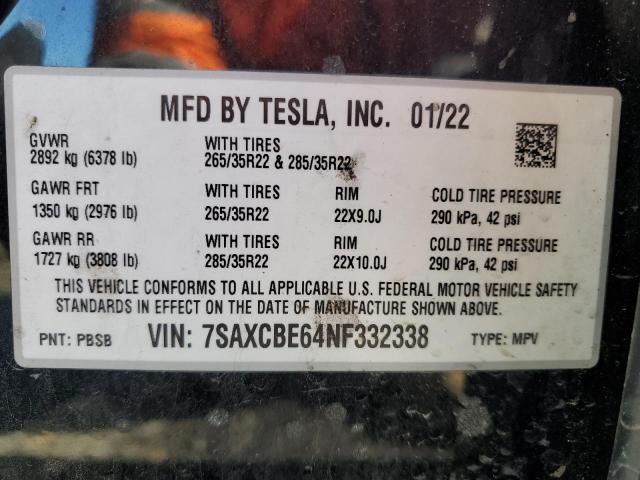 MFD BY TESLA, INC. 01/22
GVWR WITH TIRES
2892 kg (6378 lb) 265/35R22 & 285/35R22
GAWR FRT WITH TIRES RIM COLD TIRE PRESSURE
1350 kg (2976 lb) 265/35R22 22X9.0J 290 kPa, 42 psi
GAWR RR WITH TIRES RIM COLD TIRE PRESSURE
1727 kg (3808 lb) 285/35R22 22X10.0J 290 kPa, 42 psi
THIS VEHICLE CONFORMS TO ALL APPLICABLE U.S. FEDERAL MOTOR VEHICLE SAFETY
STANDARDS IN EFFECT ON THE DATE OF MANUFACTURE SHOWN ABOVE.
PNT: PBSB VIN: 7SAXCBE64NF332338 TYPE: MPV